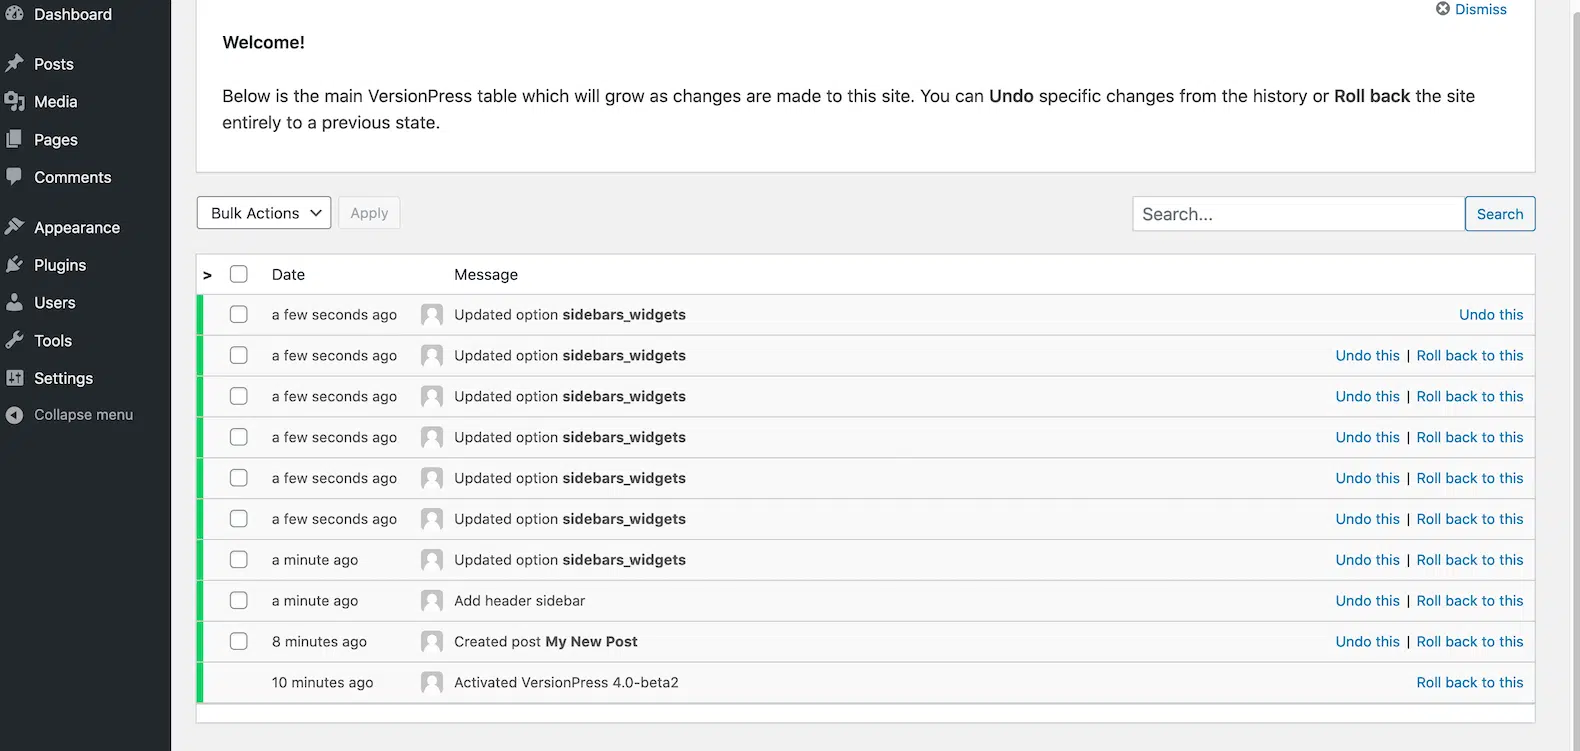 Dashboard
Dismiss
Welcome!
Posts
Media
Below is the main VersionPress table which will grow as changes are made to this site. You can Undo specific changes from the history or Roll back the site
entirely to a previous state.
Pages
Comments
Appearance
Plugins
Users
Tools
Settings
Collapse menu
Bulk Actions Apply Search... Search
> Date Message
a few seconds ago Updated option sidebars_widgets Undo this
a few seconds ago Updated option sidebars_widgets Undo this | Roll back to this
a few seconds ago Updated option sidebars_widgets Undo this | Roll back to this
a few seconds ago Updated option sidebars_widgets Undo this | Roll back to this
a few seconds ago Updated option sidebars_widgets Undo this | Roll back to this
a few seconds ago Updated option sidebars_widgets Undo this | Roll back to this
a minute ago Updated option sidebars_widgets Undo this | Roll back to this
a minute ago Add header sidebar Undo this | Roll back to this
8 minutes ago Created post My New Post Undo this | Roll back to this
10 minutes ago Activated VersionPress 4.0-beta2 Roll back to this